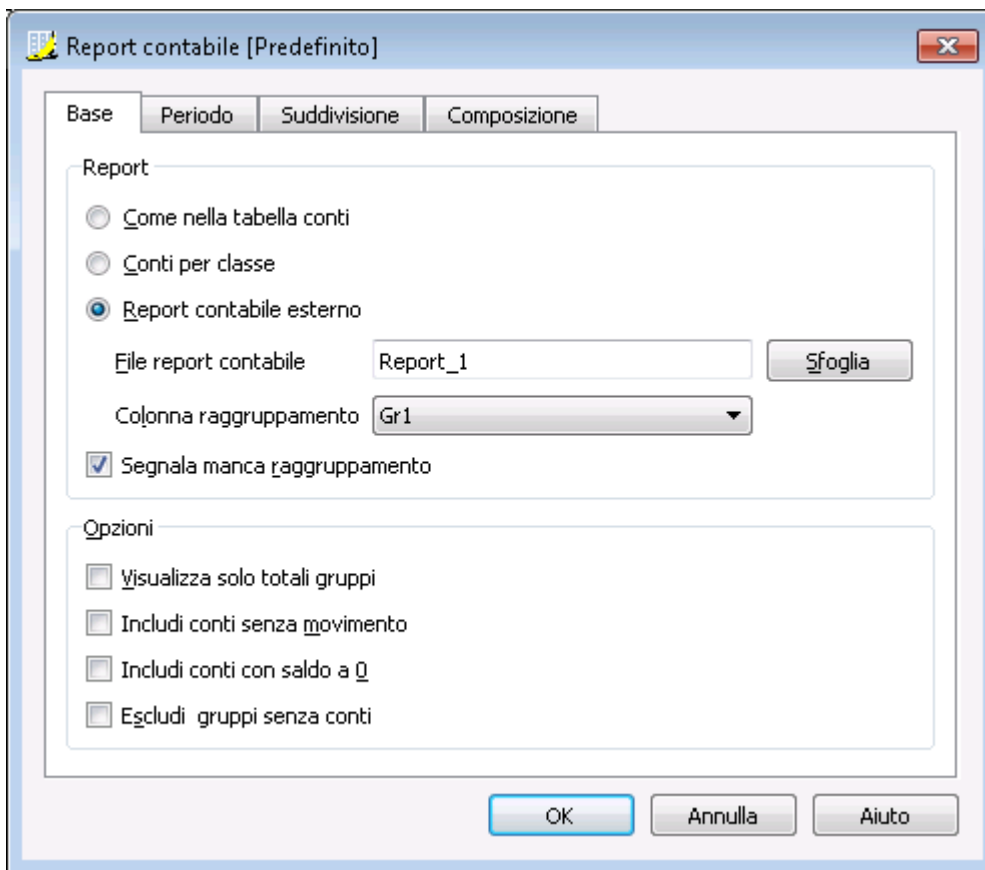 Report contabile [Predefinito]
Base Periodo Suddivisione Composizione
Report
Come nella tabella conti
Conti per classe
Report contabile esterno
File report contabile Report_1 Sfoglia
Colonna raggruppamento Gr1
Segnala manca raggruppamento
Opzioni
Visualizza solo totali gruppi
Includi conti senza movimento
Includi conti con saldo a 0
Escludi gruppi senza conti
OK Annulla Aiuto